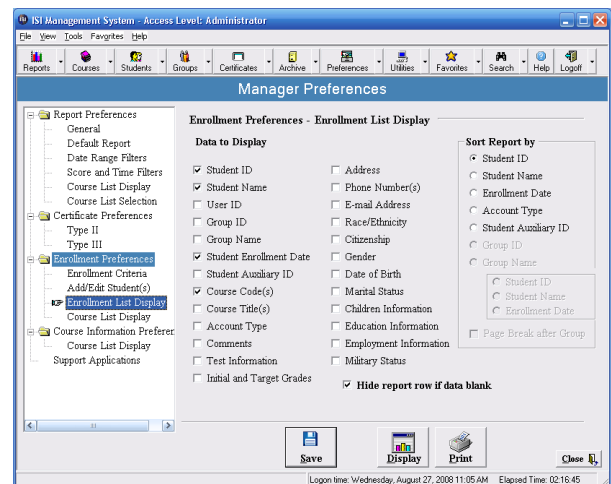 ISI Management System - Access Level: Administrator
File View Tools Favorites Help
Reports Courses Students Groups Certificates Archive Preferences Utilities Favorites Search Help Logoff
Manager Preferences
Report Preferences
General
Default Report
Date Range Filters
Score and Time Filters
Course List Display
Course List Selection
Certificate Preferences
Type II
Type III
Enrollment Preferences
Enrollment Criteria
Add/Edit Student(s)
Enrollment List Display
Course List Display
Course Information Preferer
Course List Display
Support Applications
Enrollment Preferences - Enrollment List Display
Data to Display
Student ID
Student Name
User ID
Group ID
Group Name
Student Enrollment Date
Student Auxiliary ID
Course Code(s)
Course Title(s)
Account Type
Comments
Test Information
Initial and Target Grades
Address
Phone Number(s)
E-mail Address
Race/Ethnicity
Citizenship
Gender
Date of Birth
Marital Status
Children Information
Education Information
Employment Information
Military Status
Hide report row if data blank
Sort Report by
Student ID
Student Name
Enrollment Date
Account Type
Student Auxiliary ID
Group ID
Group Name
Student ID
Student Name
Enrollment Date
Page Break after Group
Save Display Print Close
Logon time: Wednesday, August 27, 2008 11:05 AM Elapsed Time: 02:16:45